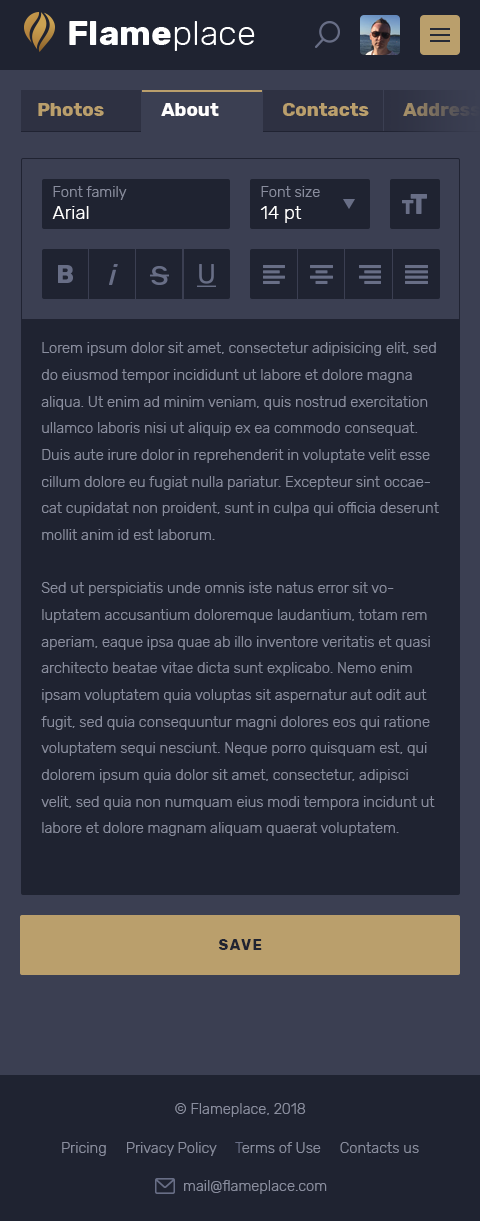 Flameplace
Photos About Contacts Address
Font family Font size
Arial 14 pt TT
B i S U
Lorem ipsum dolor sit amet, consectetur adipisicing elit, sed
do eiusmod tempor incididunt ut labore et dolore magna
aliqua. Ut enim ad minim veniam, quis nostrud exercitation
ullamco laboris nisi ut aliquip ex ea commodo consequat.
Duis aute irure dolor in reprehenderit in voluptate velit esse
cillum dolore eu fugiat nulla pariatur. Excepteur sint occae-
cat cupidatat non proident, sunt in culpa qui officia deserunt
mollit anim id est laborum.
Sed ut perspiciatis unde omnis iste natus error sit vo-
luptatem accusantium doloremque laudantium, totam rem
aperiam, eaque ipsa quae ab illo inventore veritatis et quasi
architecto beatae vitae dicta sunt explicabo. Nemo enim
ipsam voluptatem quia voluptas sit aspernatur aut odit aut
fugit, sed quia consequuntur magni dolores eos qui ratione
voluptatem sequi nesciunt. Neque porro quisquam est, qui
dolorem ipsum quia dolor sit amet, consectetur, adipisci
velit, sed quia non numquam eius modi tempora incidunt ut
labore et dolore magnam aliquam quaerat voluptatem.
SAVE
© Flameplace, 2018
Pricing Privacy Policy Terms of Use Contacts us
mail@flameplace.com